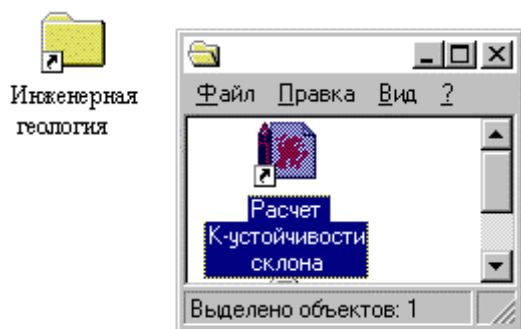 Инженерная
геология
Файл Правка Вид ?
Расчет
К-устойчивости
склона
Выделено объектов: 1